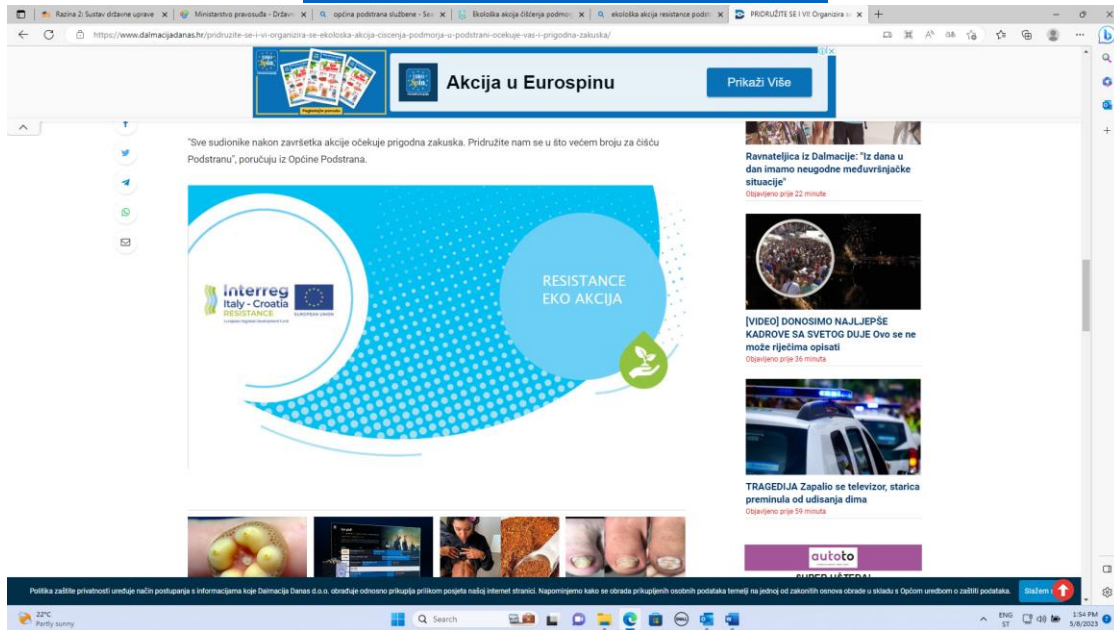 Razina 2: Sustav državne uprave
Ministarstvo pravosuđa - Držav
općina podstrana službene - Sea
Ekološka akcija čišćenja podmor
ekološka akcija resistance podst
PRIDRUŽITE SE I VI! Organizira se
https://www.dalmacijadanas.hr/pridruzite-se-i-vi-organizira-se-ekoloska-akcija-ciscenja-podmorja-u-podstrani-ocekuje-vas-i-prigodna-zakuska/
Akcija u Eurospinu
Prikaži Više
"Sve sudionike nakon završetka akcije očekuje prigodna zakuska. Pridružite nam se u što većem broju za čišću
Podstranu", poručuju iz Općine Podstrana.
Interreg
Italy - Croatia
RESISTANCE
European Regional Development Fund
EUROPEAN UNION
RESISTANCE
EKO AKCIJA
Ravnateljica iz Dalmacije: "Iz dana u
dan imamo neugodne međuvršnjačke
situacije"
Objavljeno prije 22 minute
[VIDEO] DONOSIMO NAJLJEPŠE
KADROVE SA SVETOG DUJE Ovo se ne
može riječima opisati
Objavljeno prije 36 minuta
TRAGEDIJA Zapalio se televizor, starica
preminula od udisanja dima
Objavljeno prije 59 minuta
autoto
Politika zaštite privatnosti uređuje način postupanja s informacijama koje Dalmacija Danas d.o.o. obrađuje odnosno prikuplja prilikom posjeta našoj internet stranici. Napominjemo kako se obrada prikupljenih osobnih podataka temelji na jednoj od zakonitih osnova obrade u skladu s Općom uredbom o zaštiti podataka.
Slažem
22°C
Partly sunny
Search
ENG
ST
1:54 PM
5/8/2023